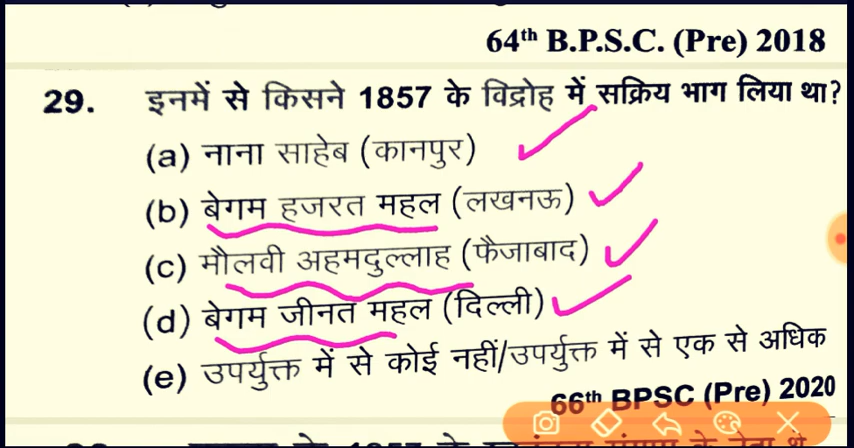 64th B.P.S.C. (Pre) 2018
29. इनमें से किसने 1857 के विद्रोह में सक्रिय भाग लिया था?
(a) नाना साहेब (कानपुर)
(b) बेगम हजरत महल (लखनऊ)
(c) मौलवी अहमदुल्लाह (फैजाबाद)
(d) बेगम जीनत महल (दिल्ली)
(e) उपर्युक्त में से कोई नहीं/उपर्युक्त में से एक से अधिक
66th BPSC (Pre) 2020